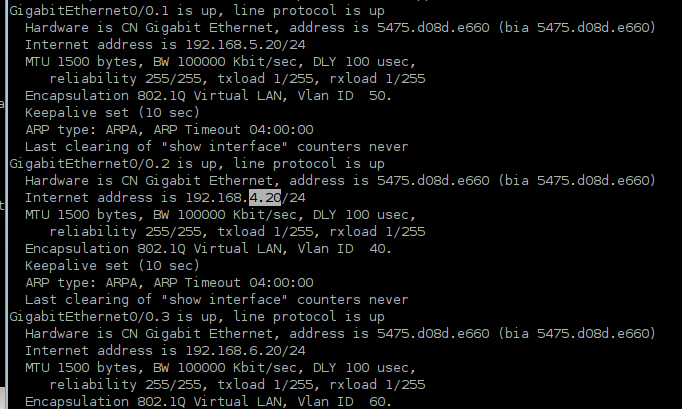 GigabitEthernet0/0.1 is up, line protocol is up
Hardware is CN Gigabit Ethernet, address is 5475.d08d.e660 (bia 5475.d08d.e660)
Internet address is 192.168.5.20/24
MTU 1500 bytes, BW 100000 Kbit/sec, DLY 100 usec,
reliability 255/255, txload 1/255, rxload 1/255
Encapsulation 802.1Q Virtual LAN, Vlan ID  50.
Keepalive set (10 sec)
ARP type: ARPA, ARP Timeout 04:00:00
Last clearing of "show interface" counters never
GigabitEthernet0/0.2 is up, line protocol is up
Hardware is CN Gigabit Ethernet, address is 5475.d08d.e660 (bia 5475.d08d.e660)
Internet address is 192.168.4.20/24
MTU 1500 bytes, BW 100000 Kbit/sec, DLY 100 usec,
reliability 255/255, txload 1/255, rxload 1/255
Encapsulation 802.1Q Virtual LAN, Vlan ID  40.
Keepalive set (10 sec)
ARP type: ARPA, ARP Timeout 04:00:00
Last clearing of "show interface" counters never
GigabitEthernet0/0.3 is up, line protocol is up
Hardware is CN Gigabit Ethernet, address is 5475.d08d.e660 (bia 5475.d08d.e660)
Internet address is 192.168.6.20/24
MTU 1500 bytes, BW 100000 Kbit/sec, DLY 100 usec,
reliability 255/255, txload 1/255, rxload 1/255
Encapsulation 802.1Q Virtual LAN, Vlan ID  60.